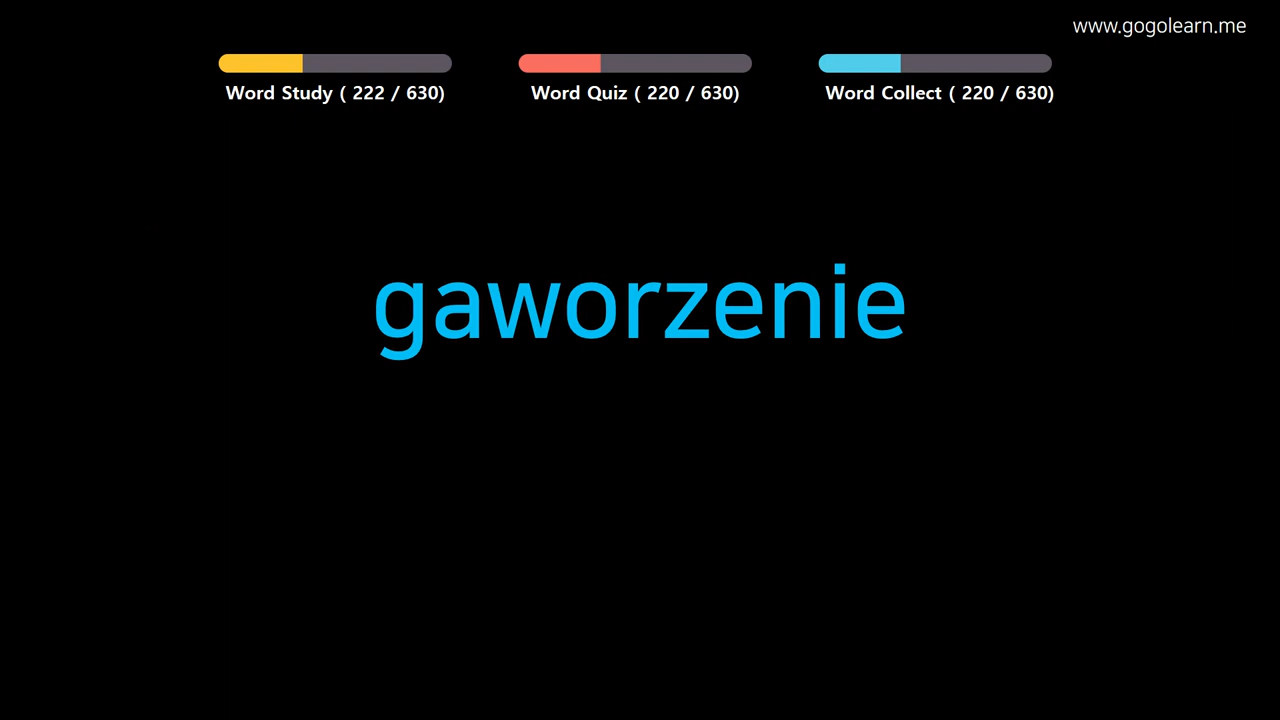 www.gogolearn.me
Word Study ( 222 / 630)
Word Quiz ( 220 / 630)
Word Collect ( 220 / 630)
gaworzenie